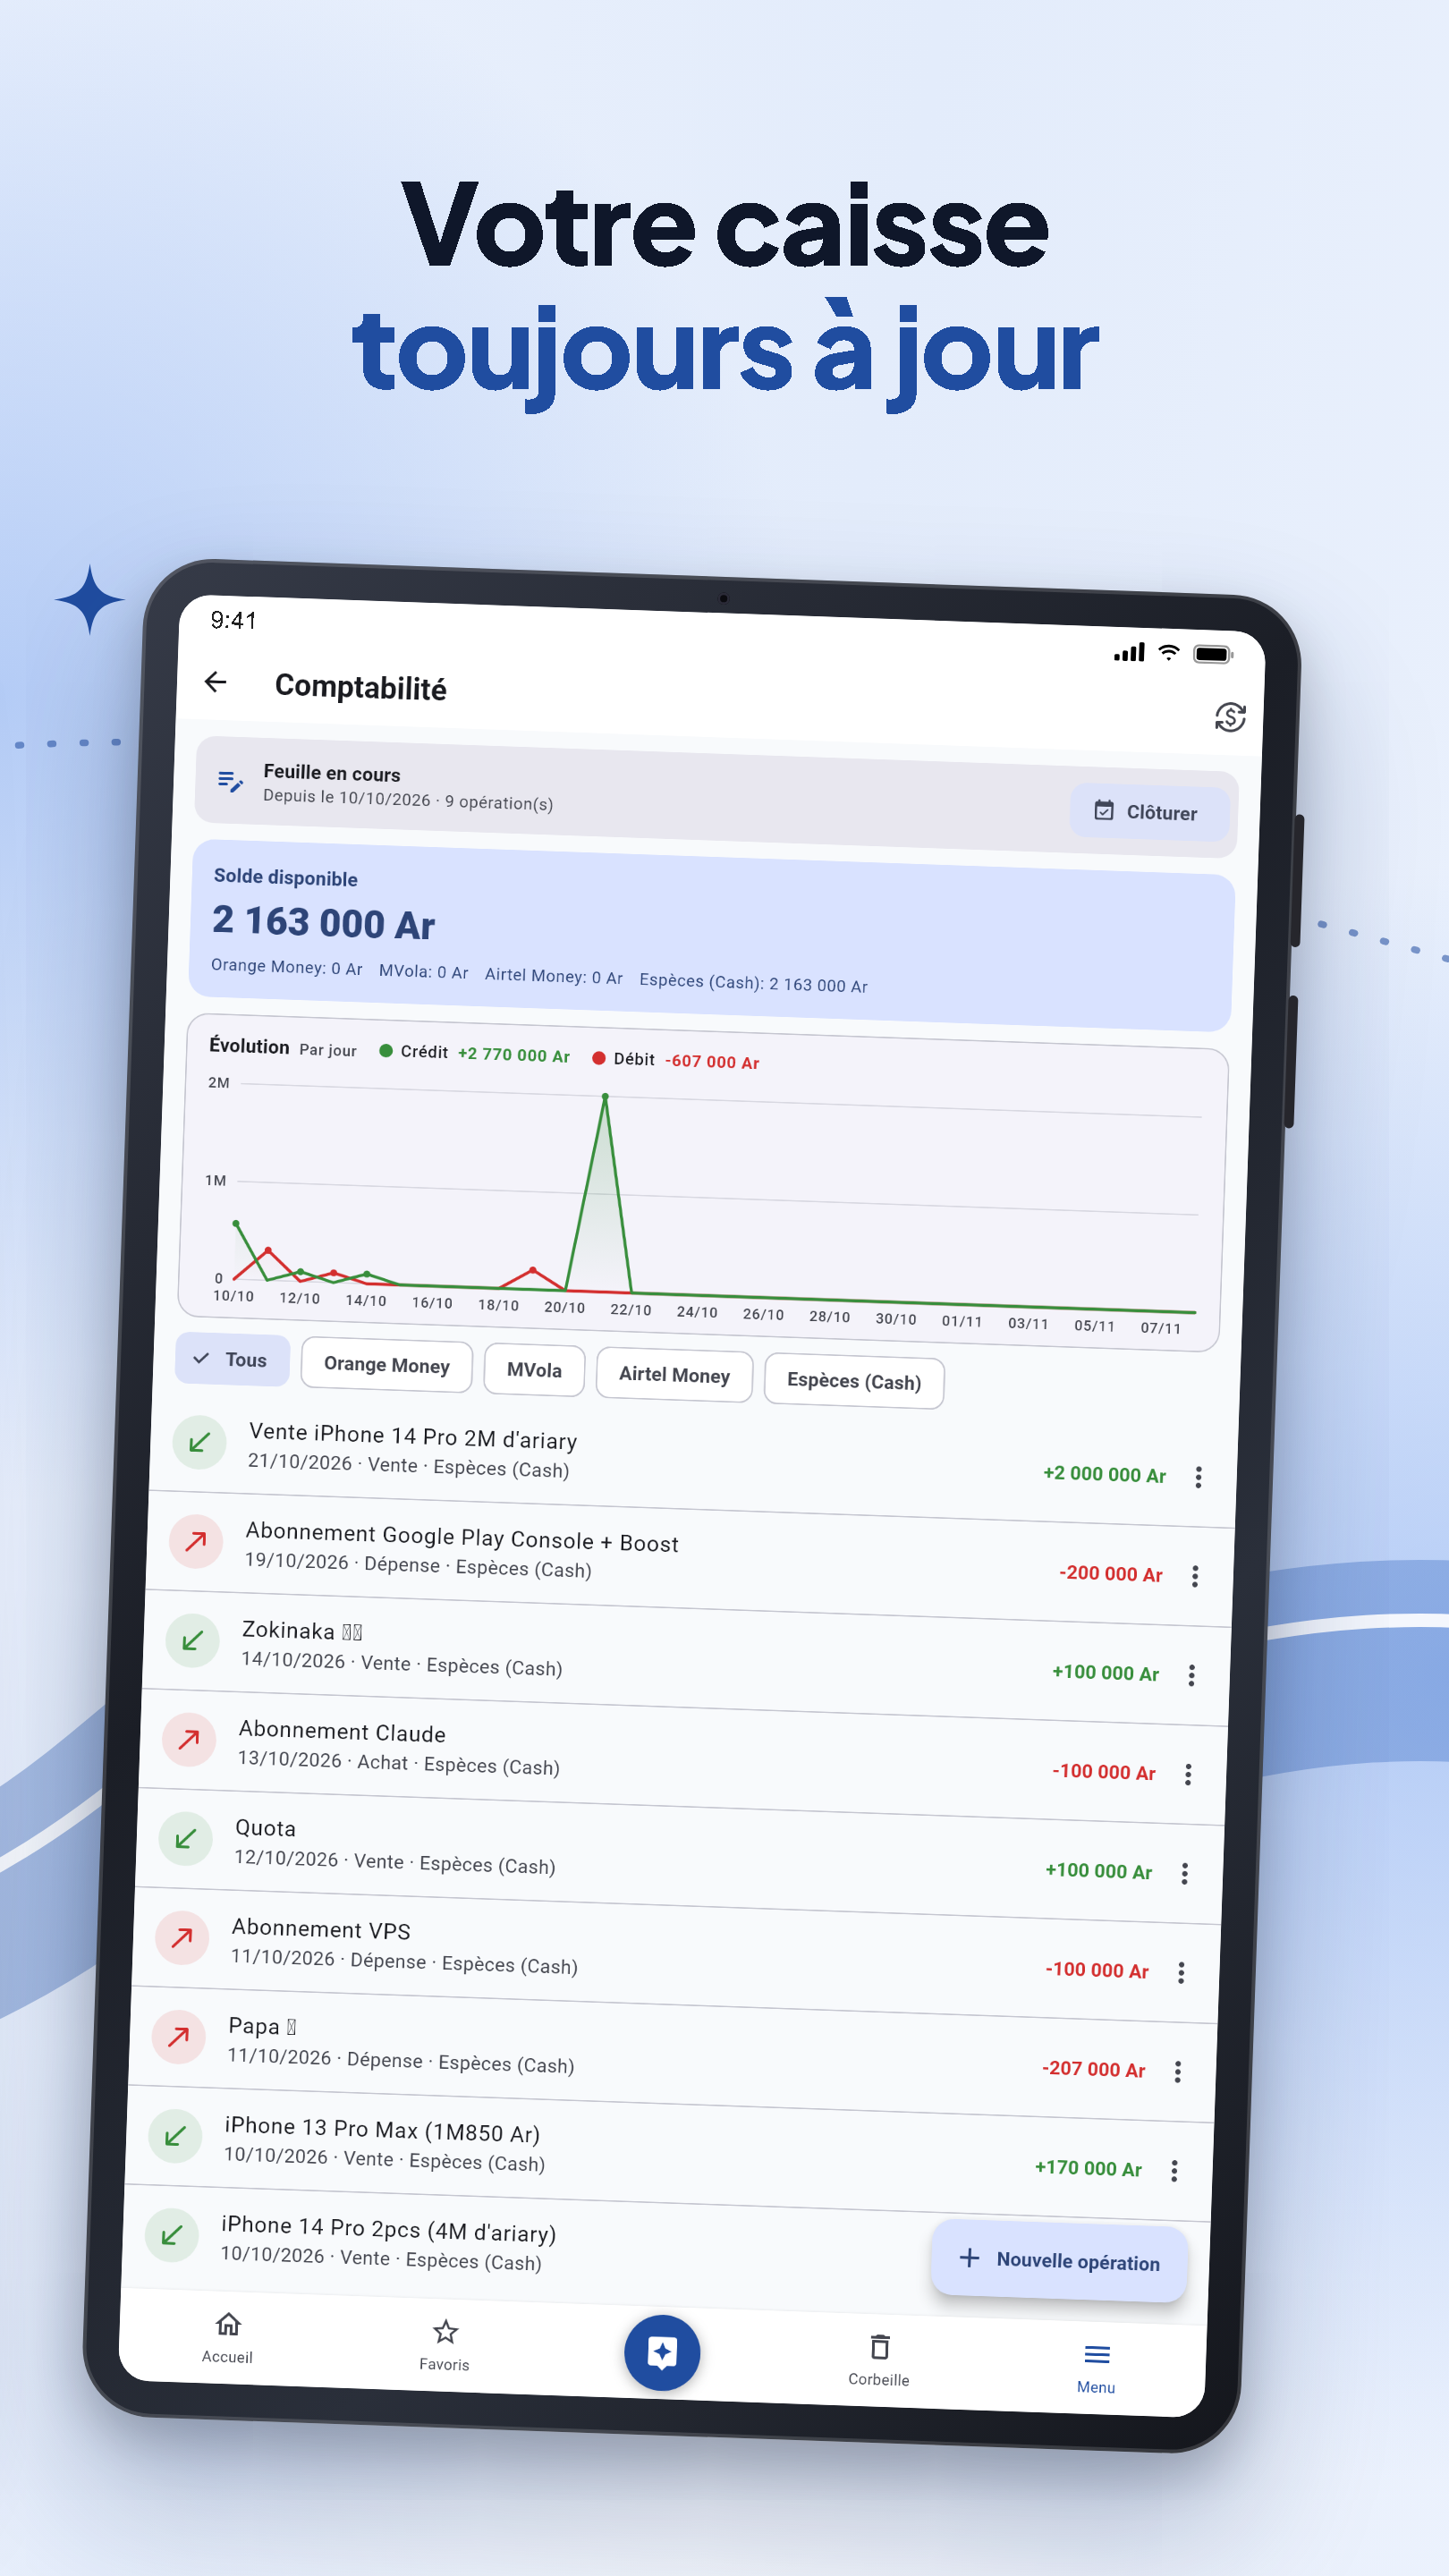 Votre caisse
toujours à jour
9:41
Comptabilité
Feuille en cours
Depuis le 10/10/2026 · 9 opération(s)
Clôturer
Solde disponible
2 163 000 Ar
Orange Money: 0 Ar MVola: 0 Ar Airtel Money: 0 Ar Espèces (Cash): 2 163 000 Ar
Évolution Par jour Crédit +2 770 000 Ar Débit -607 000 Ar
2M
1M
0
10/10 12/10 14/10 16/10 18/10 20/10 22/10 24/10 26/10 28/10 30/10 01/11 03/11 05/11 07/11
Tous Orange Money MVola Airtel Money Espèces (Cash)
Vente iPhone 14 Pro 2M d'ariary
21/10/2026 · Vente · Espèces (Cash)
+2 000 000 Ar
Abonnement Google Play Console + Boost
19/10/2026 · Dépense · Espèces (Cash)
-200 000 Ar
Zokinaka
14/10/2026 · Vente · Espèces (Cash)
+100 000 Ar
Abonnement Claude
13/10/2026 · Achat · Espèces (Cash)
-100 000 Ar
Quota
12/10/2026 · Vente · Espèces (Cash)
+100 000 Ar
Abonnement VPS
11/10/2026 · Dépense · Espèces (Cash)
-100 000 Ar
Papa
11/10/2026 · Dépense · Espèces (Cash)
-207 000 Ar
iPhone 13 Pro Max (1M850 Ar)
10/10/2026 · Vente · Espèces (Cash)
+170 000 Ar
iPhone 14 Pro 2pcs (4M d'ariary)
10/10/2026 · Vente · Espèces (Cash)
Nouvelle opération
Accueil Favoris Corbeille Menu